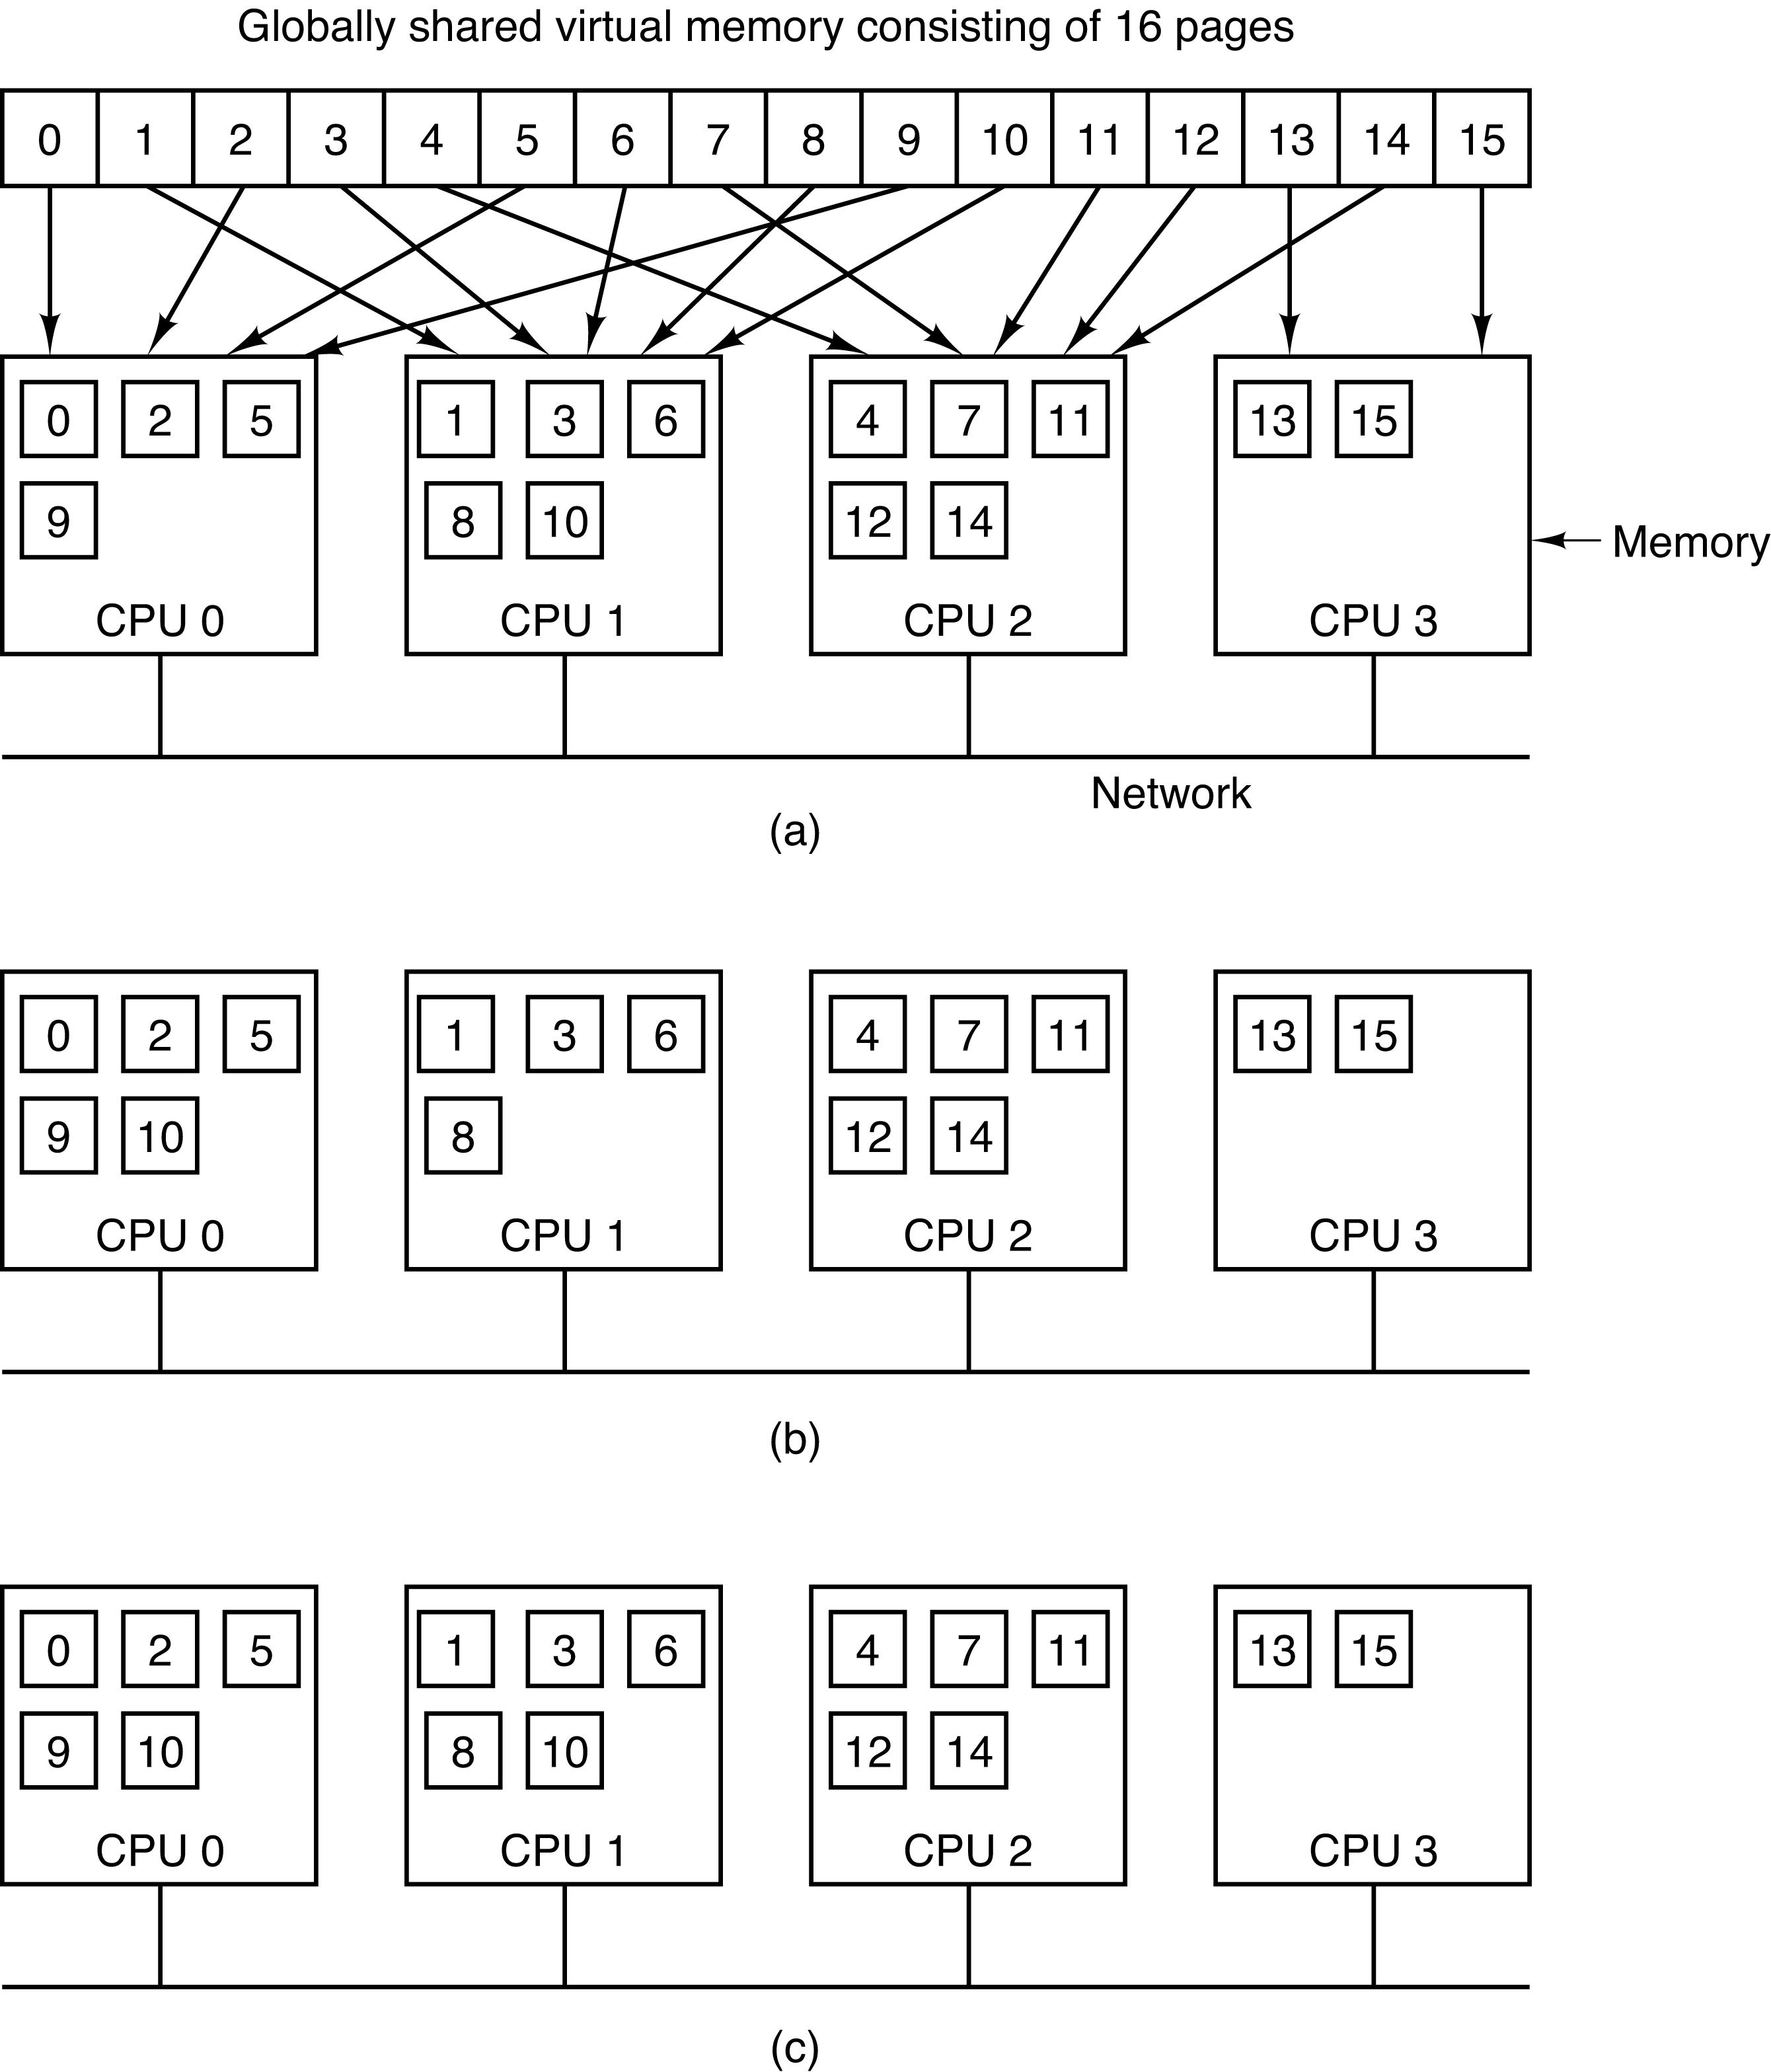 Globally shared virtual memory consisting of 16 pages
0 1 2 3 4 5 6 7 8 9 10 11 12 13 14 15
0 2 5 1 3 6 4 7 11 13 15
9 8 10 12 14
Memory
CPU 0 CPU 1 CPU 2 CPU 3
Network
(a)
0 2 5 1 3 6 4 7 11 13 15
9 10 8 12 14
CPU 0 CPU 1 CPU 2 CPU 3
(b)
0 2 5 1 3 6 4 7 11 13 15
9 10 8 10 12 14
CPU 0 CPU 1 CPU 2 CPU 3
(c)